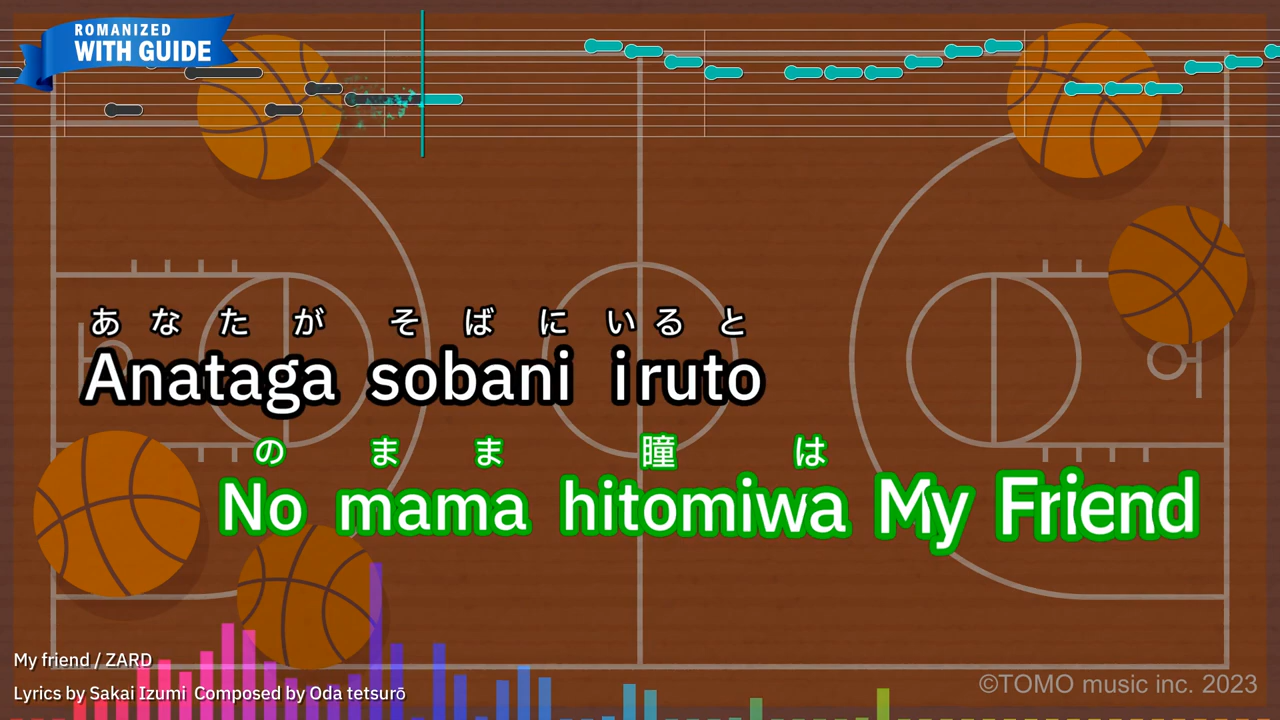 ROMANIZED
WITH GUIDE
あなたがそばにいると
Anataga sobani iruto
のまま 瞳は
No mama hitomiwa My Friend
My friend / ZARD
Lyrics by Sakai Izumi Composed by Oda tetsurō
©TOMO music inc. 2023